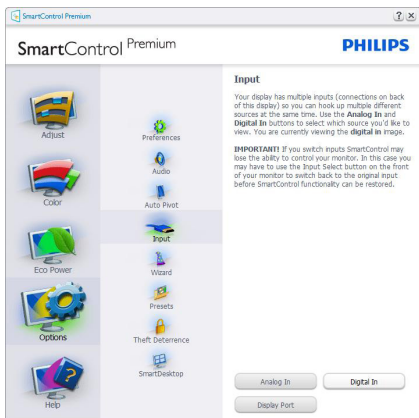 SmartControl Premium
SmartControl Premium
PHILIPS
Adjust
Color
Eco Power
Options
Help
Preferences
Audio
Auto Pivot
Input
Wizard
Presets
Theft Deterrence
SmartDesktop
Input
Your display has multiple inputs (connections on back
of this display) so you can hook up multiple different
sources at the same time. Use the Analog In and
Digital In buttons to select which source you'd like to
view. You are currently viewing the digital in image.
IMPORTANT! If you switch inputs SmartControl may
lose the ability to control your monitor. In this case you
may have to use the Input Select button on the front
of your monitor to switch back to the original input
before SmartControl functionality can be restored.
Analog In
Digital In
Display Port